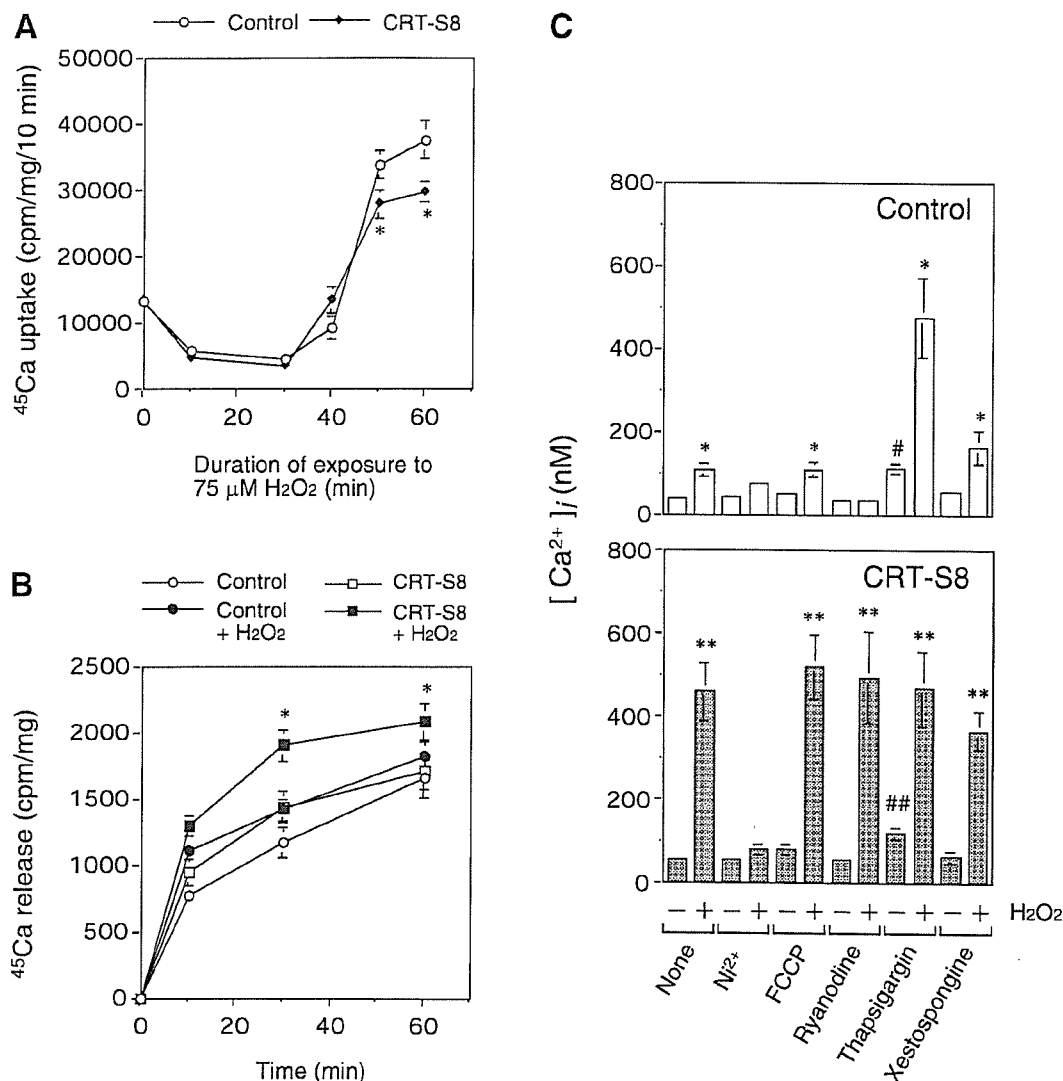 A
Control
CRT-S8
50000
40000
30000
20000
10000
0
45Ca uptake (cpm/mg/10 min)
*
*
0
20
40
60
Duration of exposure to
75 µM H2O2 (min)
B
Control
CRT-S8
Control
+ H2O2
CRT-S8
+ H2O2
2500
2000
1500
1000
500
0
45Ca release (cpm/mg)
*
*
0
20
40
60
Time (min)
C
[ Ca2+ ]i (nM)
800
600
400
200
0
Control
*
*
#
*
*
800
600
400
200
0
CRT-S8
**
**
**
##
**
**
− + − + − + − + − + − + H2O2
None
Ni2+
FCCP
Ryanodine
Thapsigargin
Xestospongine